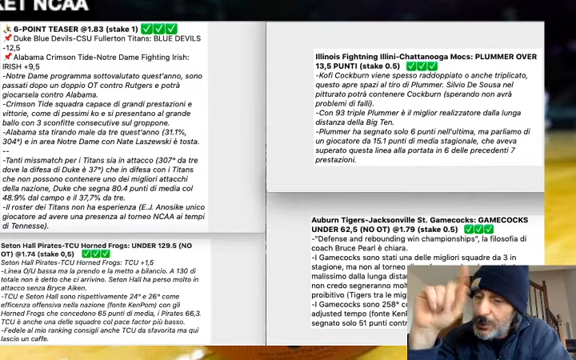 KET NCAA
6-POINT TEASER @1.83 (stake 1) ✅✅✅
📌Duke Blue Devils-CSU Fullerton Titans: BLUE DEVILS
-12,5
📌Alabama Crimson Tide-Notre Dame Fighting Irish:
IRISH +9,5
-Notre Dame programma sottovalutato quest'anno, sono
passati dopo un doppio OT contro Rutgers e potrà
giocarsela contro Alabama.
-Crimson Tide squadra capace di grandi prestazioni e
vittorie, come di pessimi ko e si presentano al grande
ballo con 3 sconfitte consecutive sul groppone.
-Alabama sta tirando male da tre quest'anno (31.1%,
304°) e in area Notre Dame con Nate Laszewski è tosta.
--
-Tanti missmatch per i Titans sia in attacco (307° da tre
dove la difesa di Duke è 37°) che in difesa con i Titans
che non possono contenere uno dei migliori attacchi
della nazione, Duke che segna 80.4 punti di media col
48.9% dal campo e il 37,7% da tre.
-Il roster dei Titans non ha esperienza (E.J. Anosike unico
giocatore ad avere una presenza al torneo NCAA ai tempi
di Tennesse).
Seton Hall Pirates-TCU Horned Frogs: UNDER 129.5 (NO
OT) @1.74 (stake 0,5) ✅✅✅
Seton Hall Pirates-TCU Horned Frogs: TCU +1,5
-Linea O/U bassa ma la prendo e la metto a bilancio. A 130 di
totale non è detto che ci arrivino. Seton Hall ha perso molto in
attacco senza Bryce Aiken.
-TCU e Seton Hall sono rispettivamente 24° e 26° come
efficienza offensiva nella nazione (fonte KenPom) con gli
Horned Frogs che concedono 65 punti di media, i Pirates 66,3.
TCU è anche una delle squadre col pace factor più basso.
-Fedele al mio ranking consigli anche TCU da sfavorita ma qui
lascio un caffe.
Illinois Fightning Illini-Chattanooga Mocs: PLUMMER OVER
13,5 PUNTI (stake 0.5) ✅✅✅
-Kofi Cockburn viene spesso raddoppiato o anche triplicato,
questo apre spazi al tiro di Plummer. Silvio De Sousa nel
pitturato potrà contenere Cockburn (sperando non avrà
problemi di falli).
-Con 93 triple Plummer è il miglior realizzatore dalla lunga
distanza della Big Ten.
-Plummer ha segnato solo 6 punti nell'ultima, ma parliamo di
un giocatore da 15.1 punti di media stagionale, che aveva
superato questa linea alla portata in 6 delle precedenti 7
prestazioni.
Auburn Tigers-Jacksonville St. Gamecocks: GAMECOCKS
UNDER 62,5 (NO OT) @1.79 (stake 0.5) ✅✅✅
-"Defense and rebounding win championships", la filosofia di
coach Bruce Pearl è chiara.
-I Gamecocks sono stati una delle migliori squadre da 3 in
stagione, ma non al torneo
malissimo dalla lunga distanza
non credo segneranno molti
proibitivo (Tigers tra le migl
-I Gamecocks sono 258° c
adjusted tempo (fonte KenP
segnato solo 51 punti contr